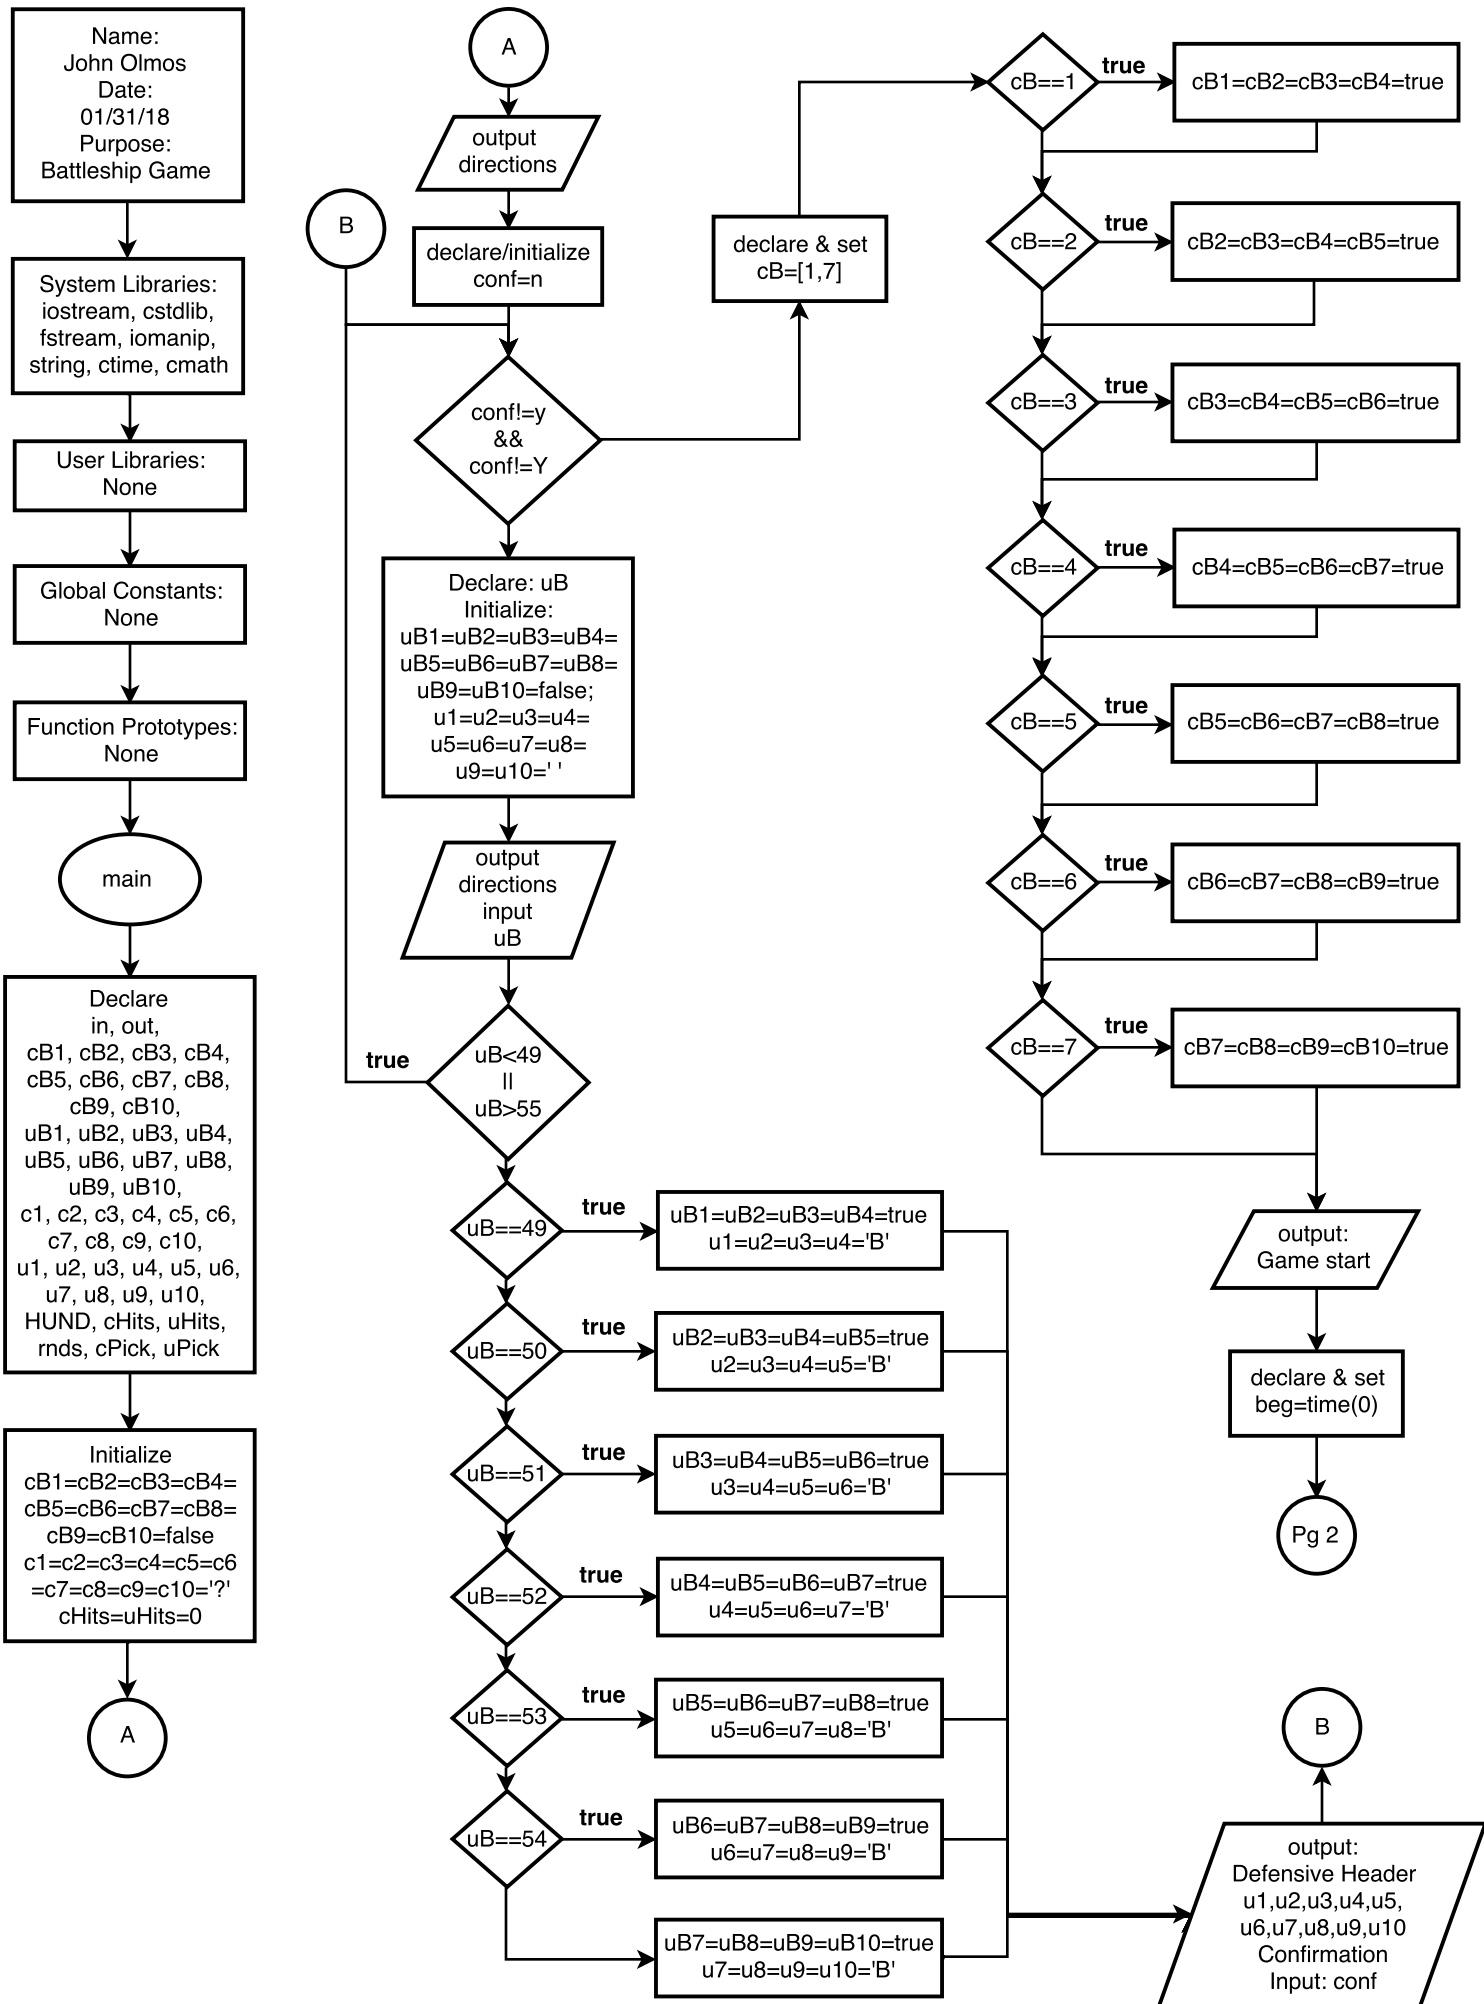 Name:
John Olmos
Date:
01/31/18
Purpose:
Battleship Game
System Libraries:
iostream, cstdlib,
fstream, iomanip,
string, ctime, cmath
User Libraries:
None
Global Constants:
None
Function Prototypes:
None
main
Declare
in, out,
cB1, cB2, cB3, cB4,
cB5, cB6, cB7, cB8,
cB9, cB10,
uB1, uB2, uB3, uB4,
uB5, uB6, uB7, uB8,
uB9, uB10,
c1, c2, c3, c4, c5, c6,
c7, c8, c9, c10,
u1, u2, u3, u4, u5, u6,
u7, u8, u9, u10,
HUND, cHits, uHits,
rnds, cPick, uPick
Initialize
cB1=cB2=cB3=cB4=
cB5=cB6=cB7=cB8=
cB9=cB10=false
c1=c2=c3=c4=c5=c6
=c7=c8=c9=c10='?'
cHits=uHits=0
A
A
output
directions
B
declare/initialize
conf=n
conf!=y
&&
conf!=Y
Declare: uB
Initialize:
uB1=uB2=uB3=uB4=
uB5=uB6=uB7=uB8=
uB9=uB10=false;
u1=u2=u3=u4=
u5=u6=u7=u8=
u9=u10=' '
output
directions
input
uB
true
uB<49
||
uB>55
uB==49
true
uB1=uB2=uB3=uB4=true
u1=u2=u3=u4='B'
uB==50
true
uB2=uB3=uB4=uB5=true
u2=u3=u4=u5='B'
uB==51
true
uB3=uB4=uB5=uB6=true
u3=u4=u5=u6='B'
uB==52
true
uB4=uB5=uB6=uB7=true
u4=u5=u6=u7='B'
uB==53
true
uB5=uB6=uB7=uB8=true
u5=u6=u7=u8='B'
uB==54
true
uB6=uB7=uB8=uB9=true
u6=u7=u8=u9='B'
uB7=uB8=uB9=uB10=true
u7=u8=u9=u10='B'
declare & set
cB=[1,7]
cB==1
true
cB1=cB2=cB3=cB4=true
cB==2
true
cB2=cB3=cB4=cB5=true
cB==3
true
cB3=cB4=cB5=cB6=true
cB==4
true
cB4=cB5=cB6=cB7=true
cB==5
true
cB5=cB6=cB7=cB8=true
cB==6
true
cB6=cB7=cB8=cB9=true
cB==7
true
cB7=cB8=cB9=cB10=true
output:
Game start
declare & set
beg=time(0)
Pg 2
B
output:
Defensive Header
u1,u2,u3,u4,u5,
u6,u7,u8,u9,u10
Confirmation
Input: conf